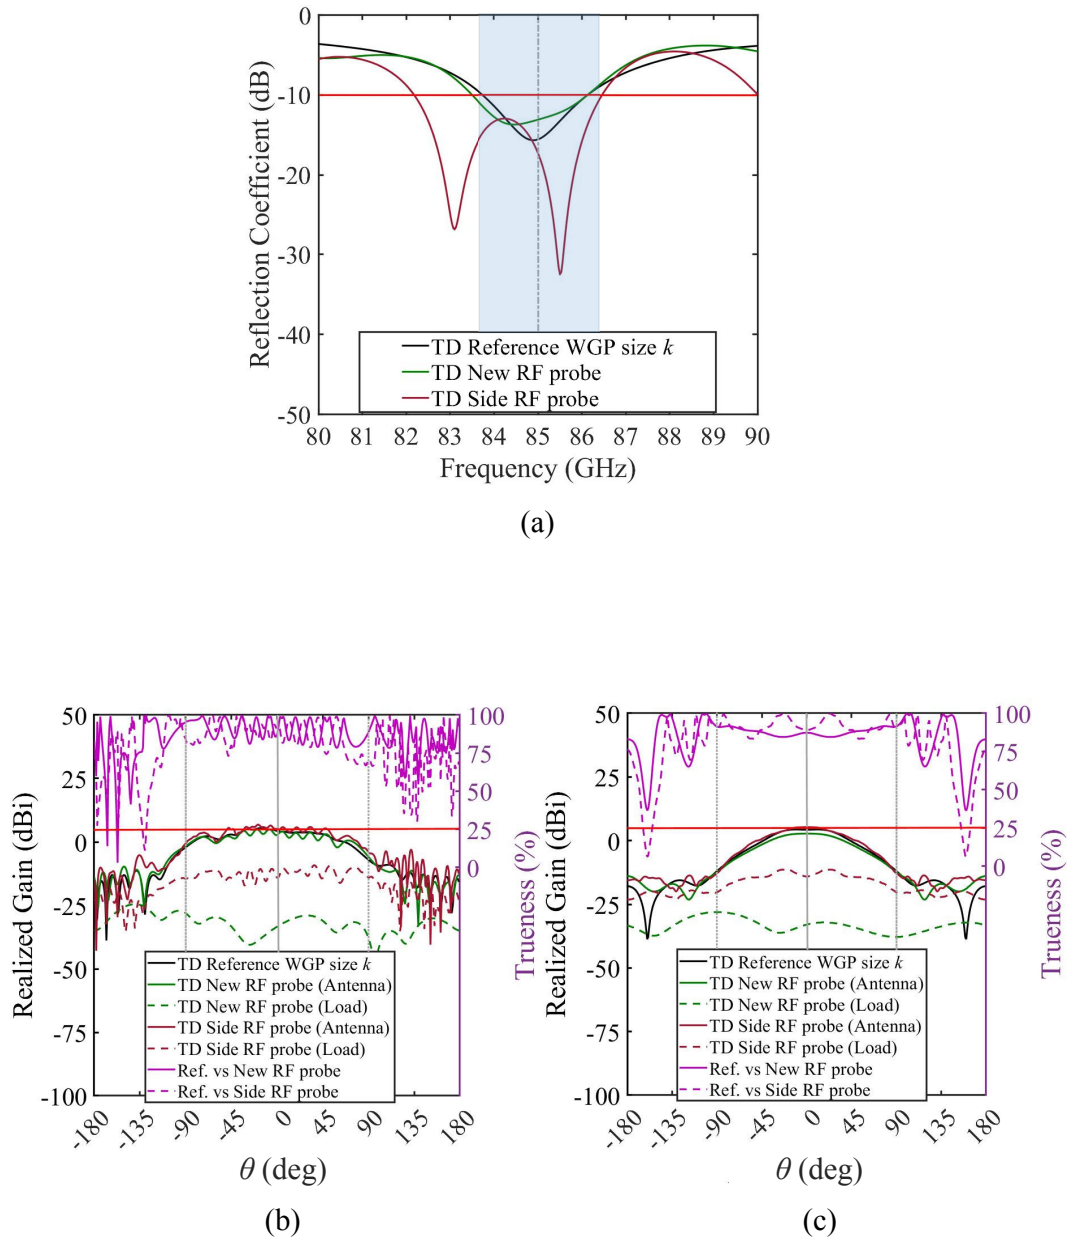 0
-10
-20
-30
-40
-50
Reflection Coefficient (dB)
TD Reference WGP size k
TD New RF probe
TD Side RF probe
80 81 82 83 84 85 86 87 88 89 90
Frequency (GHz)
(a)
50
25
0
-25
-50
-75
-100
Realized Gain (dBi)
100
75
50
25
0
Trueness (%)
TD Reference WGP size k
TD New RF probe (Antenna)
TD New RF probe (Load)
TD Side RF probe (Antenna)
TD Side RF probe (Load)
Ref. vs New RF probe
Ref. vs Side RF probe
-180 -135 -90 -45 0 45 90 135 180
θ (deg)
(b)
50
25
0
-25
-50
-75
-100
Realized Gain (dBi)
100
75
50
25
0
Trueness (%)
TD Reference WGP size k
TD New RF probe (Antenna)
TD New RF probe (Load)
TD Side RF probe (Antenna)
TD Side RF probe (Load)
Ref. vs New RF probe
Ref. vs Side RF probe
-180 -135 -90 -45 0 45 90 135 180
θ (deg)
(c)